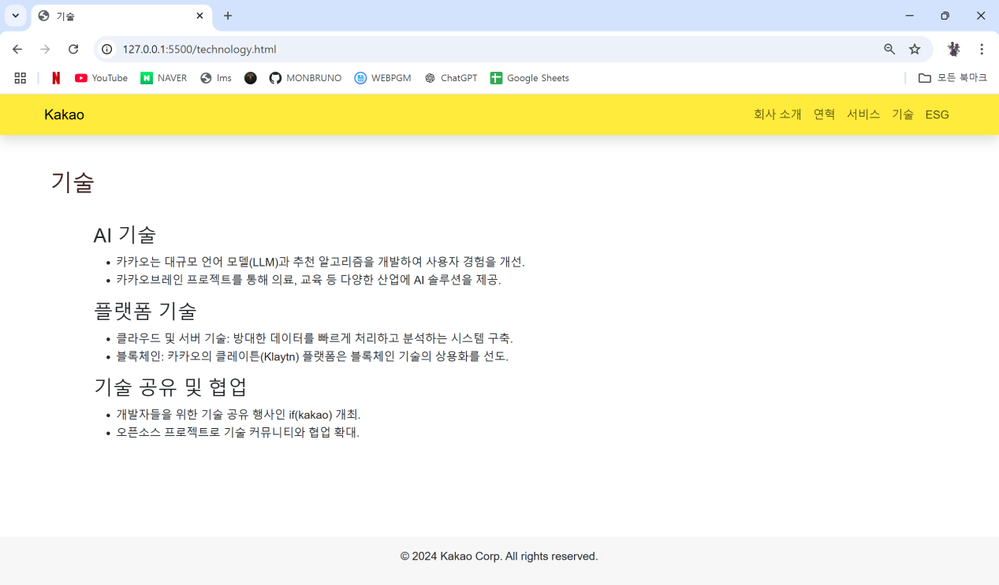 기술
127.0.0.1:5500/technology.html
YouTube NAVER lms MONBRUNO WEBPGM ChatGPT Google Sheets 모든 북마크
Kakao 회사 소개 연혁 서비스 기술 ESG
기술
AI 기술
카카오는 대규모 언어 모델(LLM)과 추천 알고리즘을 개발하여 사용자 경험을 개선.
카카오브레인 프로젝트를 통해 의료, 교육 등 다양한 산업에 AI 솔루션을 제공.
플랫폼 기술
클라우드 및 서버 기술: 방대한 데이터를 빠르게 처리하고 분석하는 시스템 구축.
블록체인: 카카오의 클레이튼(Klaytn) 플랫폼은 블록체인 기술의 상용화를 선도.
기술 공유 및 협업
개발자들을 위한 기술 공유 행사인 if(kakao) 개최.
오픈소스 프로젝트로 기술 커뮤니티와 협업 확대.
© 2024 Kakao Corp. All rights reserved.